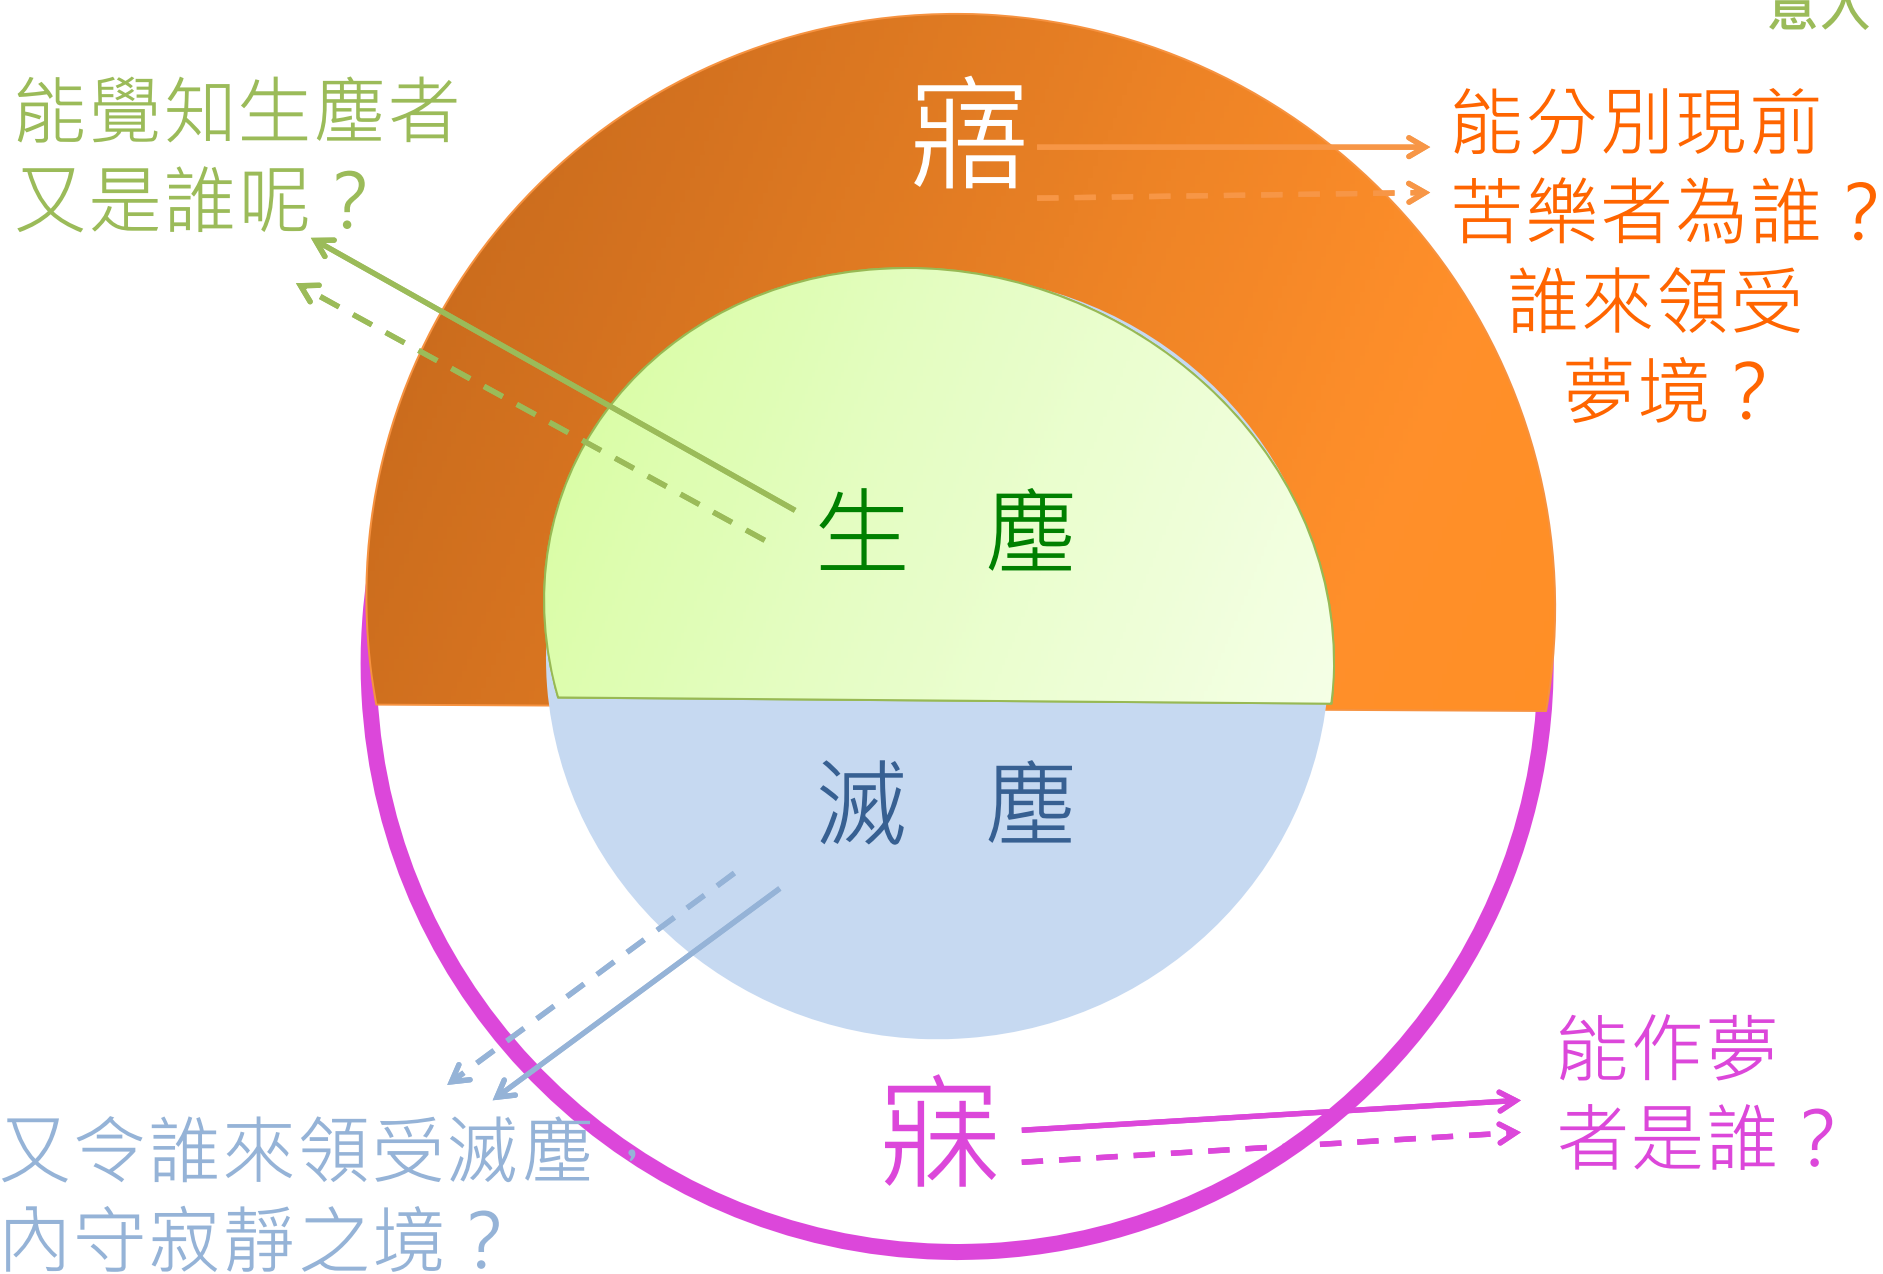 意入
能覺知生塵者
又是誰呢？
寤
能分別現前
苦樂者為誰？
誰來領受
夢境？
生 塵
滅 塵
寐
能作夢
者是誰？
又令誰來領受滅塵，
內守寂靜之境？